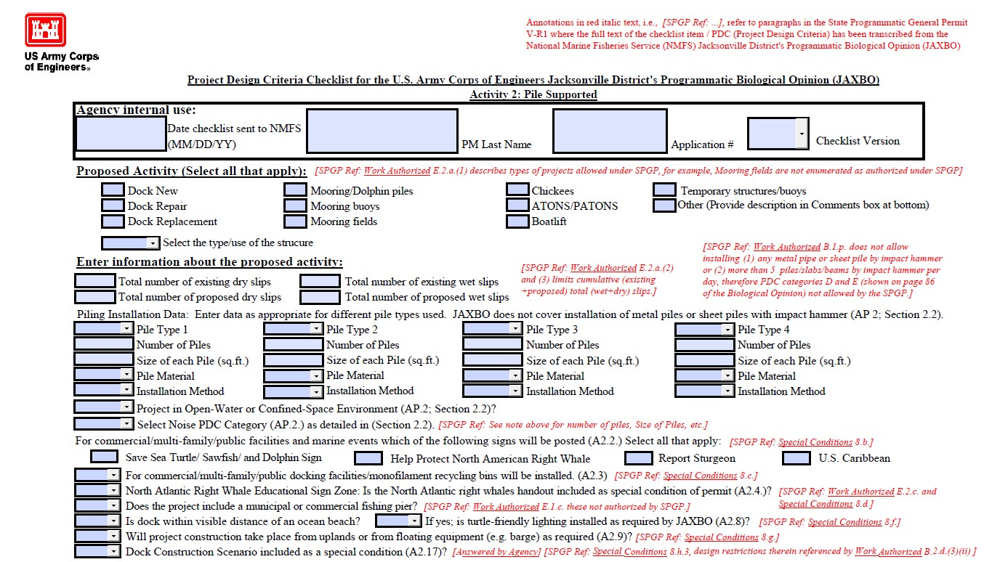 Annotations in red italic text, i.e., [SPGP Ref: ...], refer to paragraphs in the State Programmatic General Permit
V-R1 where the full text of the checklist item / PDC (Project Design Criteria) has been transcribed from the
National Marine Fisheries Service (NMFS) Jacksonville District's Programmatic Biological Opinion (JAXBO)
US Army Corps
of Engineers®
Project Design Criteria Checklist for the U.S. Army Corps of Engineers Jacksonville District's Programmatic Biological Opinion (JAXBO)
Activity 2: Pile Supported
Agency internal use:
Date checklist sent to NMFS
(MM/DD/YY)
PM Last Name
Application #
Checklist Version
Proposed Activity (Select all that apply): [SPGP Ref: Work Authorized E.2.a.(1) describes types of projects allowed under SPGP, for example, Mooring fields are not enumerated as authorized under SPGP]
Dock New Mooring/Dolphin piles Chickees Temporary structures/buoys
Dock Repair Mooring buoys ATONS/PATONS Other (Provide description in Comments box at bottom)
Dock Replacement Mooring fields Boatlift
Select the type/use of the strucure
Enter information about the proposed activity:
[SPGP Ref: Work Authorized E.2.a.(2)
and (3) limits cumulative (existing
+proposed) total (wet+dry) slips.]
[SPGP Ref: Work Authorized B.1.p. does not allow
installing (1) any metal pipe or sheet pile by impact hammer
or (2) more than 5 piles/slabs/beams by impact hammer per
day, therefore PDC categories D and E (shown on page 86
of the Biological Opinion) not allowed by the SPGP.]
Total number of existing dry slips Total number of existing wet slips
Total number of proposed dry slips Total number of proposed wet slips
Piling Installation Data: Enter data as appropriate for different pile types used. JAXBO does not cover installation of metal piles or sheet piles with impact hammer (AP 2; Section 2.2).
Pile Type 1 Pile Type 2 Pile Type 3 Pile Type 4
Number of Piles Number of Piles Number of Piles Number of Piles
Size of each Pile (sq.ft.) Size of each Pile (sq.ft.) Size of each Pile (sq.ft.) Size of each Pile (sq.ft.)
Pile Material Pile Material Pile Material Pile Material
Installation Method Installation Method Installation Method Installation Method
Project in Open-Water or Confined-Space Environment (AP.2; Section 2.2)?
Select Noise PDC Category (AP.2.) as detailed in (Section 2.2). [SPGP Ref: See note above for number of piles, Size of Piles, etc.]
For commercial/multi-family/public facilities and marine events which of the following signs will be posted (A2.2.) Select all that apply: [SPGP Ref: Special Conditions 8.b.]
Save Sea Turtle/ Sawfish/ and Dolphin Sign Help Protect North American Right Whale Report Sturgeon U.S. Caribbean
For commercial/multi-family/public docking facilities/monofilament recycling bins will be installed. (A2.3) [SPGP Ref: Special Conditions 8.c.]
North Atlantic Right Whale Educational Sign Zone: Is the North Atlantic right whales handout included as special condition of permit (A2.4.)? [SPGP Ref: Work Authorized E.2.c. and
Special Conditions 8.d.]
Does the project include a municipal or commercial fishing pier? [SPGP Ref: Work Authorized E.1.c. these not authorized by SPGP.]
Is dock within visible distance of an ocean beach? If yes; is turtle-friendly lighting installed as required by JAXBO (A2.8)? [SPGP Ref: Special Conditions 8.f.]
Will project construction take place from uplands or from floating equipment (e.g. barge) as required (A2.9)? [SPGP Ref: Special Conditions 8.g.]
Dock Construction Scenario included as a special condition (A2.17)? [Answered by Agency] [SPGP Ref: Special Conditions 8.h.3, design restrictions therein referenced by Work Authorized B.2.d.(3)(ii) ]